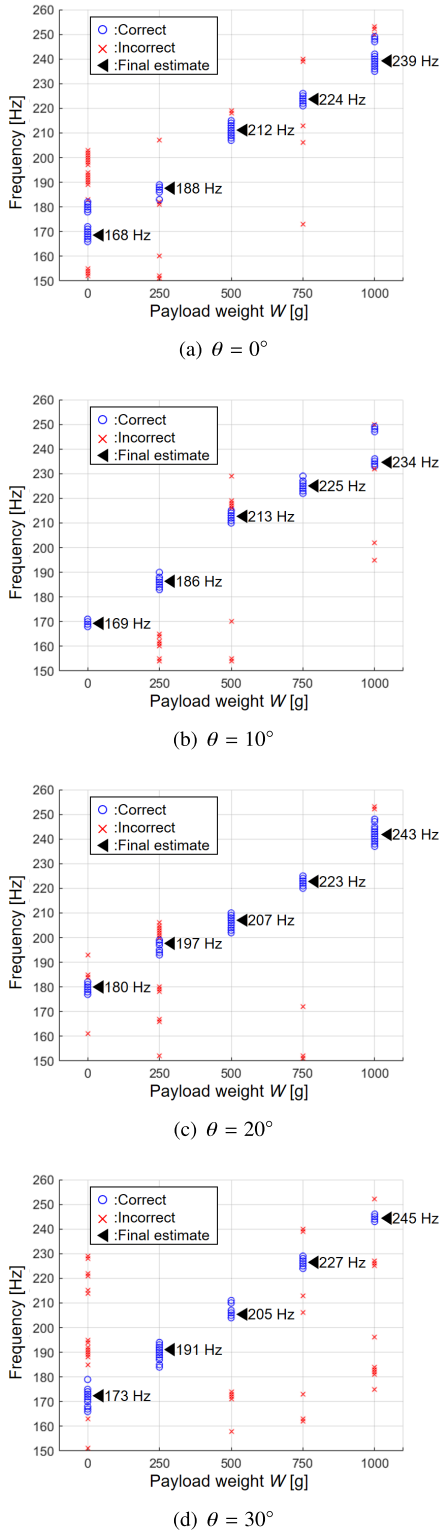 260
250
240
230
220
210
200
190
180
170
160
150
Frequency [Hz]
:Correct
:Incorrect
:Final estimate
168 Hz
188 Hz
212 Hz
224 Hz
239 Hz
0 250 500 750 1000
Payload weight W [g]
(a) θ = 0°
260
250
240
230
220
210
200
190
180
170
160
150
Frequency [Hz]
:Correct
:Incorrect
:Final estimate
169 Hz
186 Hz
213 Hz
225 Hz
234 Hz
0 250 500 750 1000
Payload weight W [g]
(b) θ = 10°
260
250
240
230
220
210
200
190
180
170
160
150
Frequency [Hz]
:Correct
:Incorrect
:Final estimate
180 Hz
197 Hz
207 Hz
223 Hz
243 Hz
0 250 500 750 1000
Payload weight W [g]
(c) θ = 20°
260
250
240
230
220
210
200
190
180
170
160
150
Frequency [Hz]
:Correct
:Incorrect
:Final estimate
173 Hz
191 Hz
205 Hz
227 Hz
245 Hz
0 250 500 750 1000
Payload weight W [g]
(d) θ = 30°